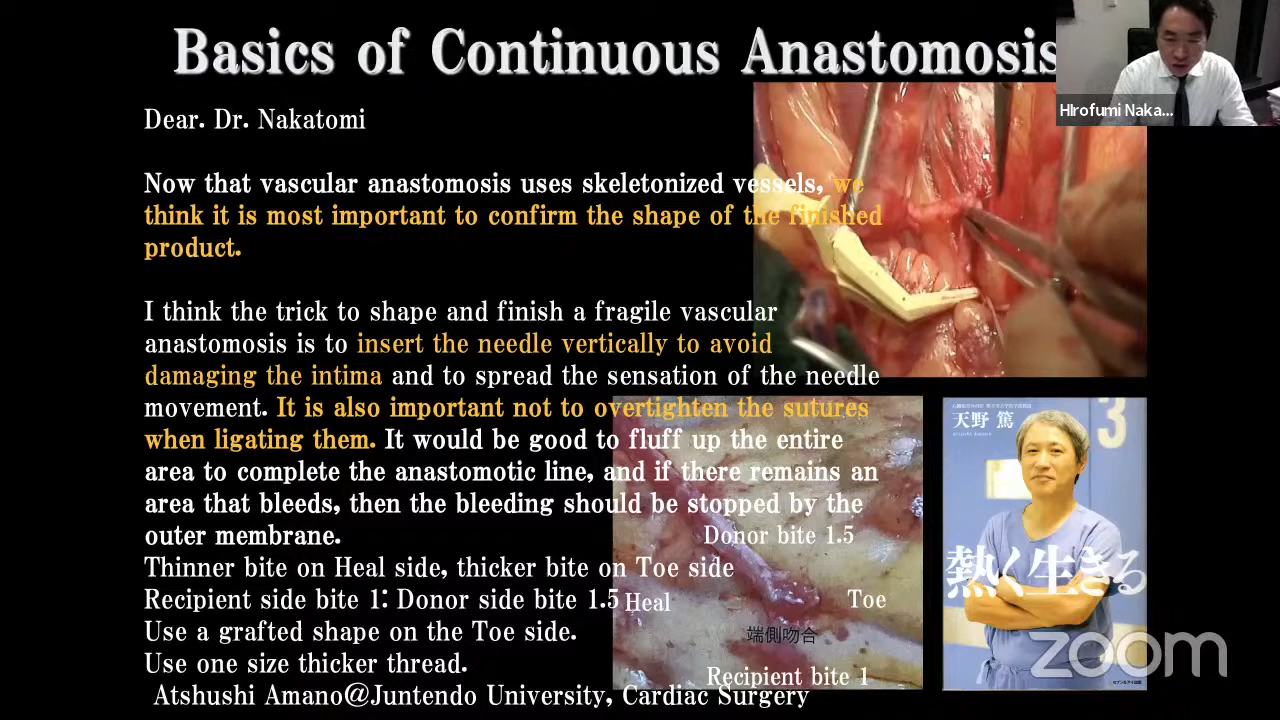 Basics of Continuous Anastomosis
HIrofumi Naka...
Dear. Dr. Nakatomi
Now that vascular anastomosis uses skeletonized vessels, we
think it is most important to confirm the shape of the finished
product.
I think the trick to shape and finish a fragile vascular
anastomosis is to insert the needle vertically to avoid
damaging the intima and to spread the sensation of the needle
movement. It is also important not to overtighten the sutures
when ligating them. It would be good to fluff up the entire
area to complete the anastomotic line, and if there remains an
area that bleeds, then the bleeding should be stopped by the
outer membrane.
Thinner bite on Heal side, thicker bite on Toe side
Recipient side bite 1: Donor side bite 1.5
Use a grafted shape on the Toe side.
Use one size thicker thread.
Atshushi Amano@Juntendo University, Cardiac Surgery
Donor bite 1.5
Heal
Toe
端側吻合
Recipient bite 1
天野 篤
3
熱く生きる
zoom